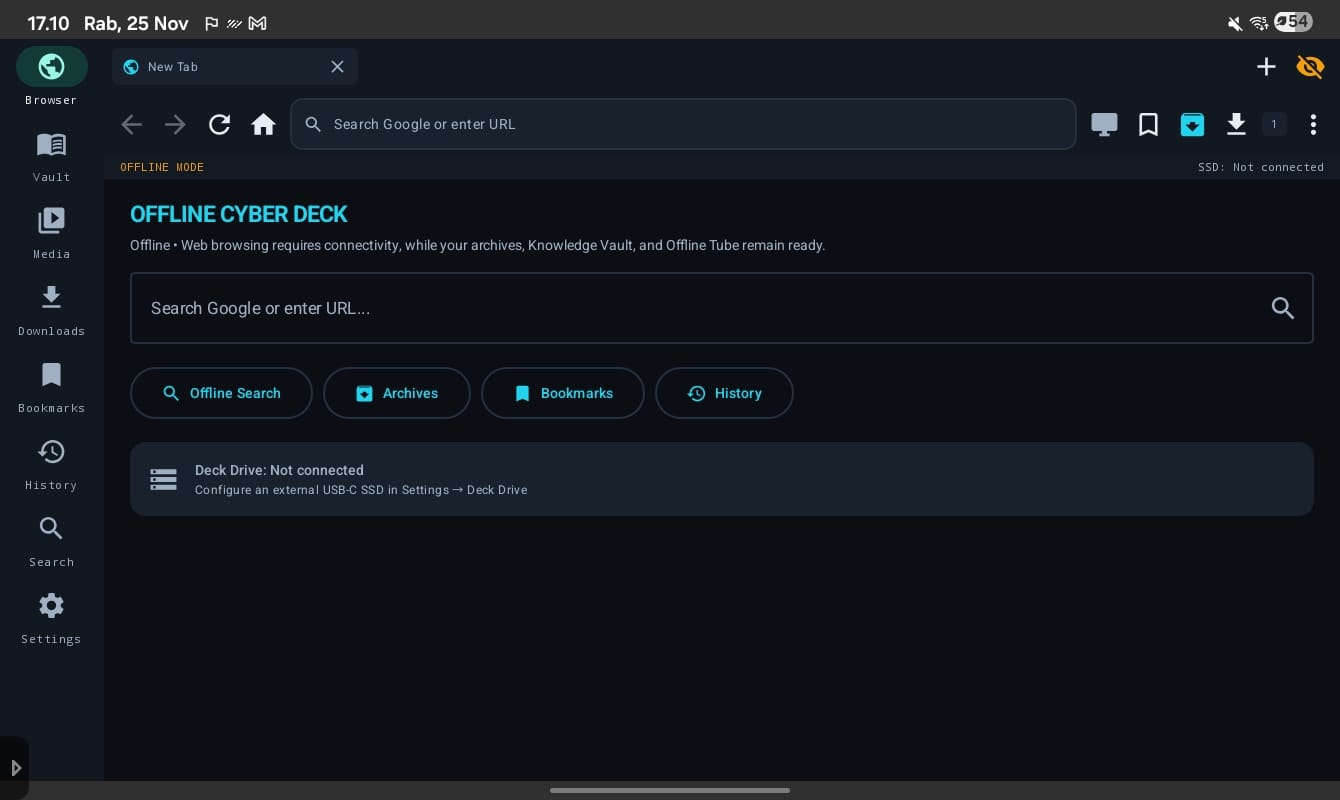 17.10 Rab, 25 Nov
54
Browser
New Tab
Search Google or enter URL
1
Vault
OFFLINE MODE
SSD: Not connected
OFFLINE CYBER DECK
Offline • Web browsing requires connectivity, while your archives, Knowledge Vault, and Offline Tube remain ready.
Media
Search Google or enter URL...
Downloads
Offline Search
Archives
Bookmarks
History
Bookmarks
Deck Drive: Not connected
Configure an external USB-C SSD in Settings → Deck Drive
History
Search
Settings